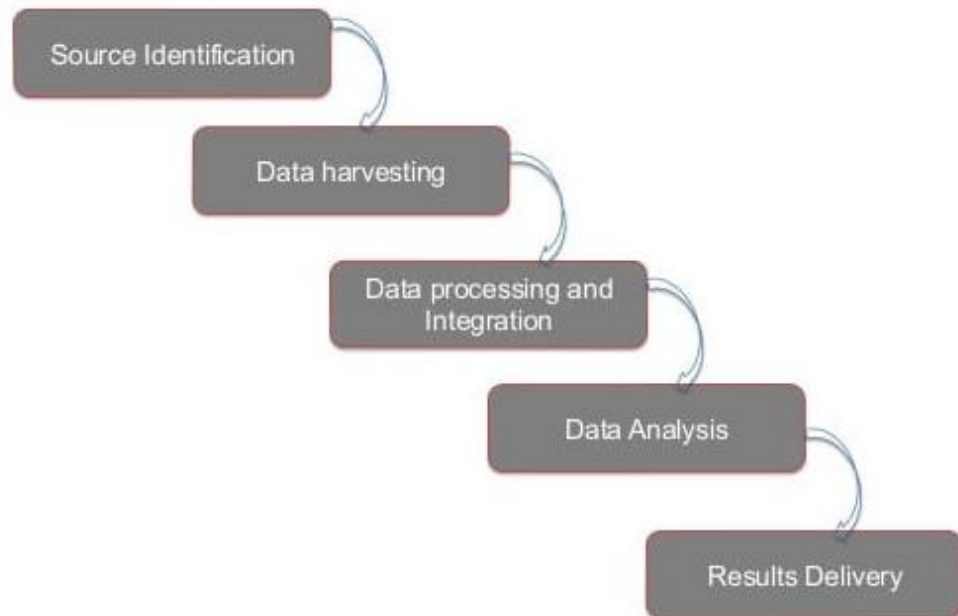 Source Identification
Data harvesting
Data processing and
Integration
Data Analysis
Results Delivery